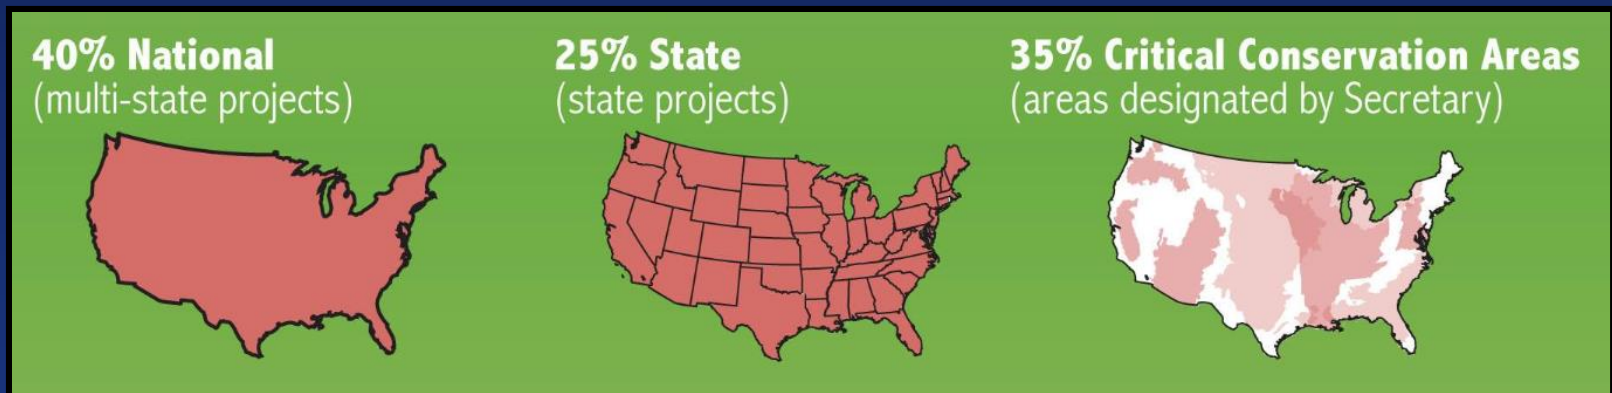 40% National
(multi-state projects)
25% State
(state projects)
35% Critical Conservation Areas
(areas designated by Secretary)